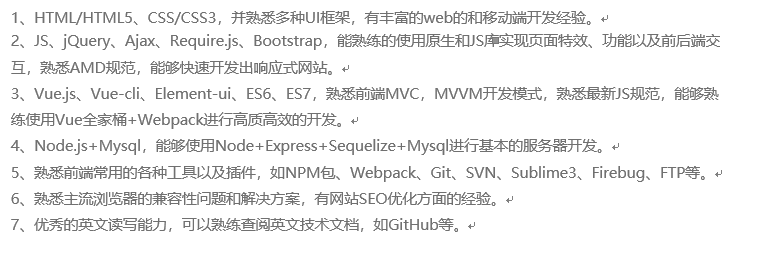 1、HTML/HTML5、CSS/CSS3，并熟悉多种UI框架，有丰富的web的和移动端开发经验。
2、JS、jQuery、Ajax、Require.js、Bootstrap，能熟练的使用原生和JS库实现页面特效、功能以及前后端交
互，熟悉AMD规范，能够快速开发出响应式网站。
3、Vue.js、Vue-cli、Element-ui、ES6、ES7，熟悉前端MVC，MVVM开发模式，熟悉最新JS规范，能够熟
练使用Vue全家桶+Webpack进行高质高效的开发。
4、Node.js+Mysql，能够使用Node+Express+Sequelize+Mysql进行基本的服务器开发。
5、熟悉前端常用的各种工具以及插件，如NPM包、Webpack、Git、SVN、Sublime3、Firebug、FTP等。
6、熟悉主流浏览器的兼容性问题和解决方案，有网站SEO优化方面的经验。
7、优秀的英文读写能力，可以熟练查阅英文技术文档，如GitHub等。